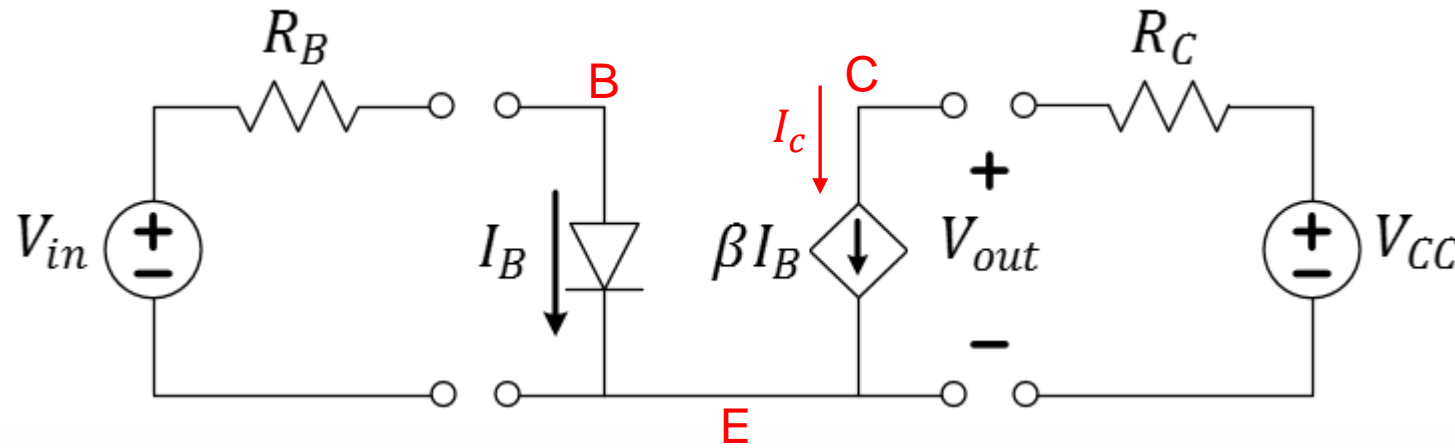 R_B
B
C
R_C
I_c
+
V_in
+
−
I_B
βI_B
V_out
+
−
V_CC
−
E